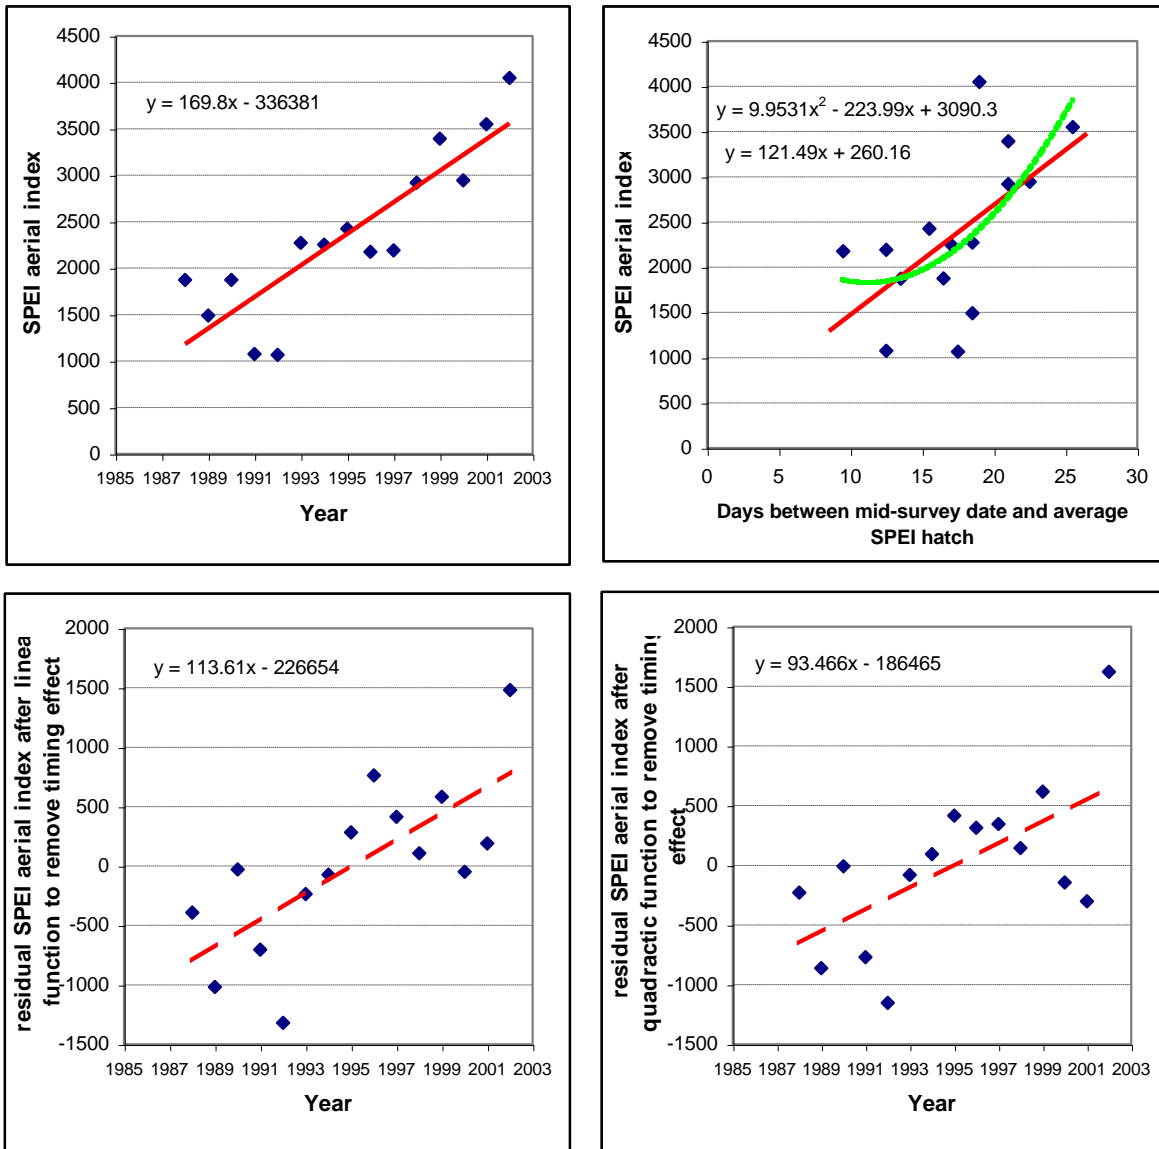 SPEI aerial index
4500
4000
3500
3000
2500
2000
1500
1000
500
0
y = 169.8x - 336381
1985 1987 1989 1991 1993 1995 1997 1999 2001 2003
Year
SPEI aerial index
4500
4000
3500
3000
2500
2000
1500
1000
500
0
y = 9.9531x² - 223.99x + 3090.3
y = 121.49x + 260.16
0 5 10 15 20 25 30
Days between mid-survey date and average
SPEI hatch
residual SPEI aerial index after linea
function to remove timing effect
2000
1500
1000
500
0
-500
-1000
-1500
y = 113.61x - 226654
1985 1987 1989 1991 1993 1995 1997 1999 2001 2003
Year
residual SPEI aerial index after
quadractic function to remove timing
effect
2000
1500
1000
500
0
-500
-1000
-1500
y = 93.466x - 186465
1985 1987 1989 1991 1993 1995 1997 1999 2001 2003
Year